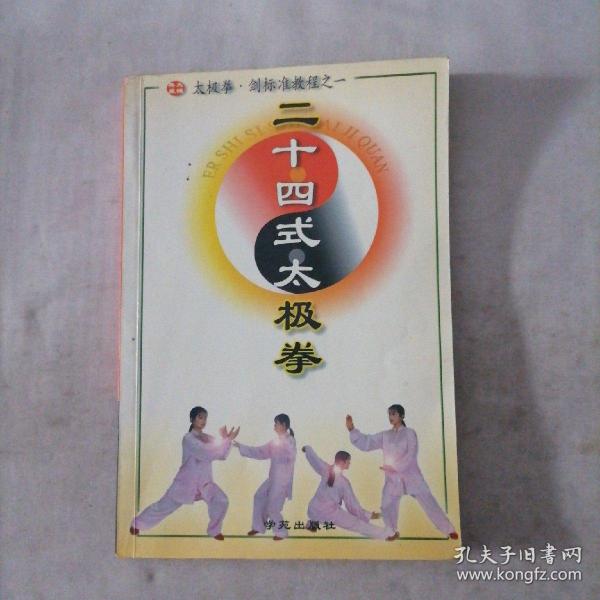 太极拳·剑标准教程之一
ER SHI SI SHI TAI JI QUAN
二十四式太极拳
学苑出版社
孔夫子旧书网
www.kongfz.com